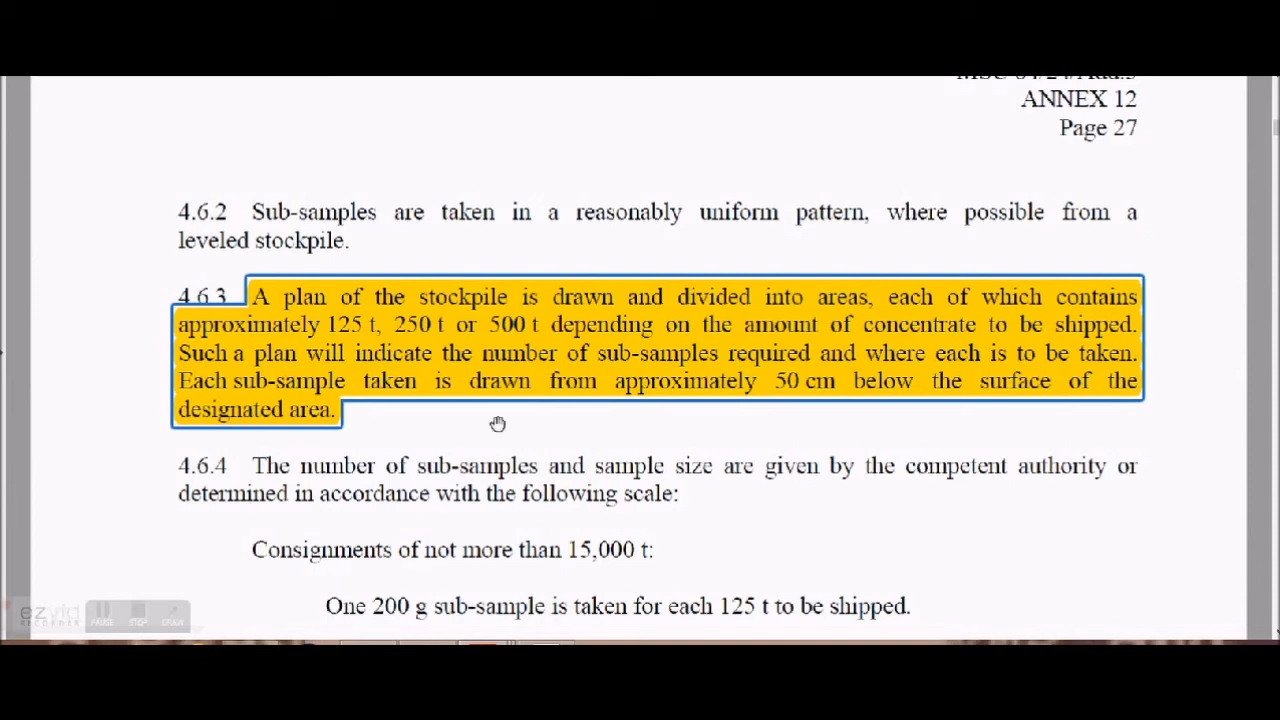 ANNEX 12
Page 27
4.6.2 Sub-samples are taken in a reasonably uniform pattern, where possible from a
leveled stockpile.
4.6.3 A plan of the stockpile is drawn and divided into areas, each of which contains
approximately 125 t, 250 t or 500 t depending on the amount of concentrate to be shipped.
Such a plan will indicate the number of sub-samples required and where each is to be taken.
Each sub-sample taken is drawn from approximately 50 cm below the surface of the
designated area.
4.6.4 The number of sub-samples and sample size are given by the competent authority or
determined in accordance with the following scale:
Consignments of not more than 15,000 t:
One 200 g sub-sample is taken for each 125 t to be shipped.
ezvid
RECORDER
PAUSE STOP DRAW